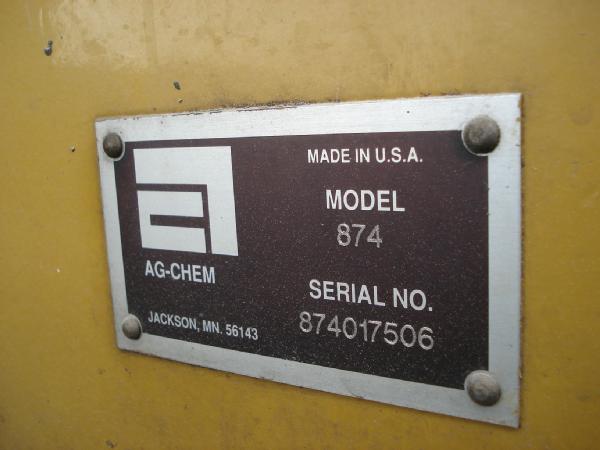 MADE IN U.S.A.
MODEL
874
AG-CHEM
SERIAL NO.
JACKSON, MN. 56143
874017506